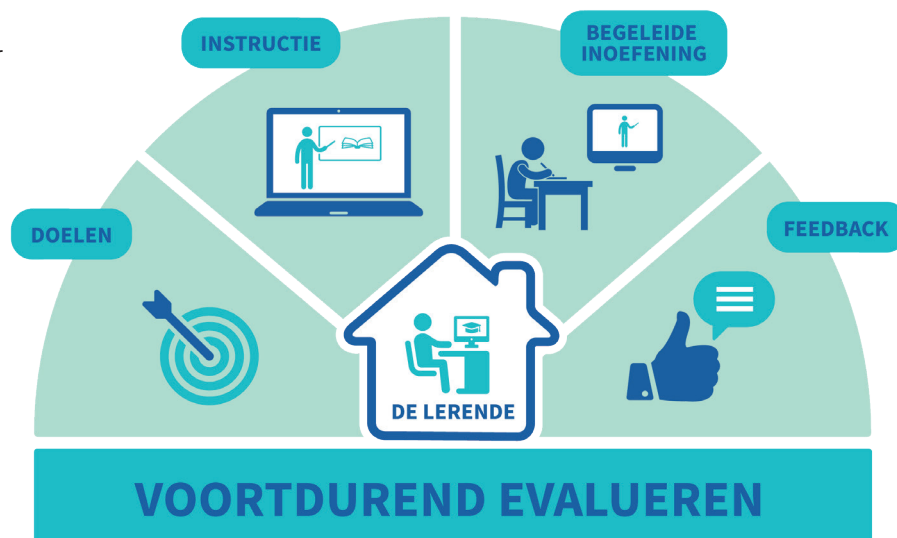 INSTRUCTIE
BEGELEIDE
INOEFENING
DOELEN
FEEDBACK
DE LERENDE
VOORTDUREND EVALUEREN